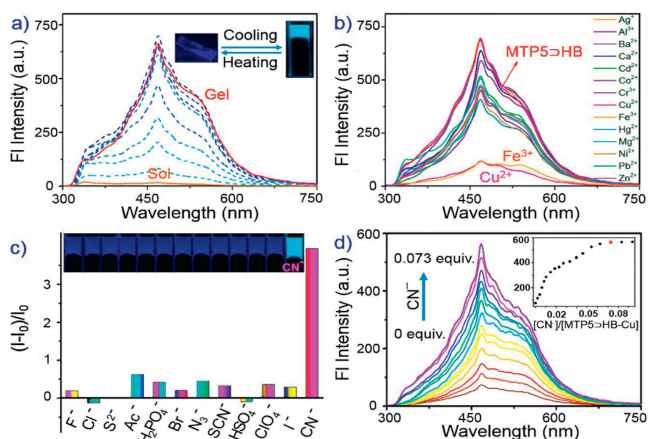 a)
FI Intensity (a.u.)
750
500
250
0
Cooling
Heating
Gel
Sol
300 450 600 750
Wavelength (nm)
b)
FI Intensity (a.u.)
750
500
250
0
MTP5⊃HB
Fe³⁺
Cu²⁺
Ag⁺
Al³⁺
Ba²⁺
Ca²⁺
Cd²⁺
Co²⁺
Cr³⁺
Cu²⁺
Fe³⁺
Hg²⁺
Mg²⁺
Ni²⁺
Pb²⁺
Zn²⁺
300 450 600 750
Wavelength (nm)
c)
(I-I₀)/I₀
3
2
1
0
CN⁻
F⁻ Cl⁻ S²⁻ Ac⁻ H₂PO₄⁻ Br⁻ N₃⁻ SCN⁻ HSO₄⁻ ClO₄⁻ I⁻ CN⁻
d)
FI Intensity (a.u.)
600
400
200
0
0.073 equiv.
CN⁻
0 equiv.
600
400
200
0.02 0.05 0.08
[CN⁻]/[MTP5⊃HB-Cu]
300 450 600 750
Wavelength (nm)